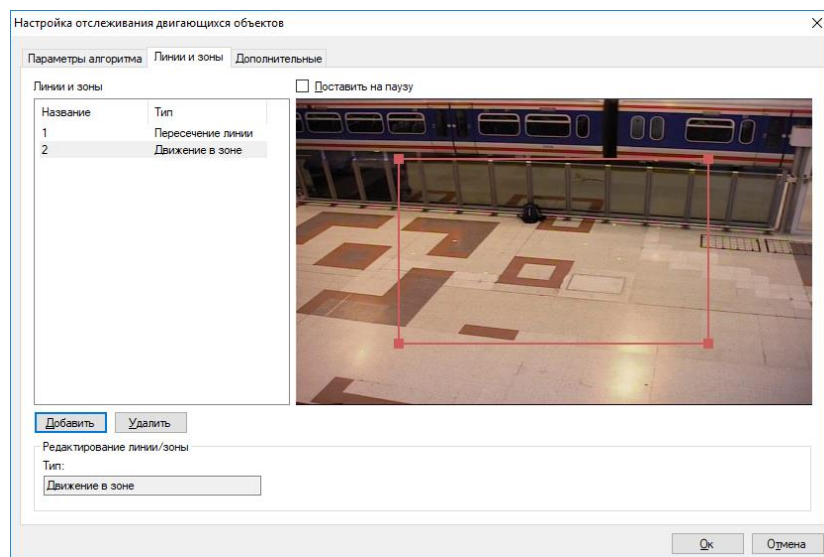 Настройка отслеживания двигающихся объектов
Параметры алгоритма Линии и зоны Дополнительные
Линии и зоны
Поставить на паузу
Название Тип
1 Пересечение линии
2 Движение в зоне
Добавить Удалить
Редактирование линии/зоны
Тип:
Движение в зоне
Ок Отмена